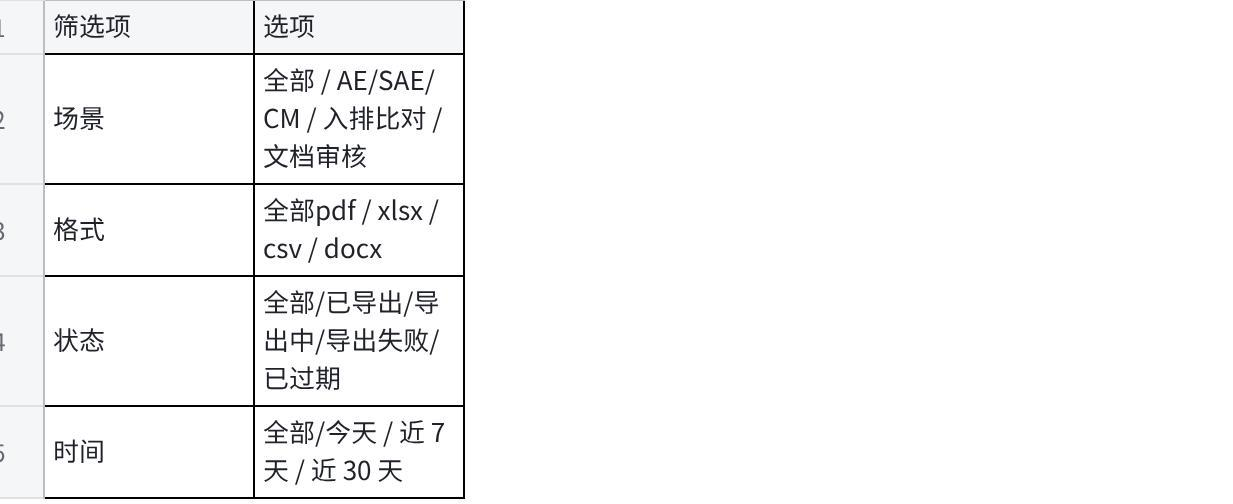 1
筛选项
选项
2
场景
全部 / AE/SAE/
CM / 入排比对 /
文档审核
3
格式
全部pdf / xlsx /
csv / docx
4
状态
全部/已导出/导
出中/导出失败/
已过期
5
时间
全部/今天 / 近 7
天 / 近 30 天